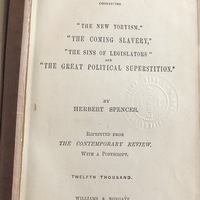 CONTAINING
"THE NEW TORYISM,"
"THE COMING SLAVERY,"
"THE SINS OF LEGISLATORS"
AND
"THE GREAT POLITICAL SUPERSTITION."
BY
HERBERT SPENCER.
REPRINTED FROM
THE CONTEMPORARY REVIEW,
WITH A POSTSCRIPT.
TWELFTH THOUSAND.
WILLIAMS & NORGATE